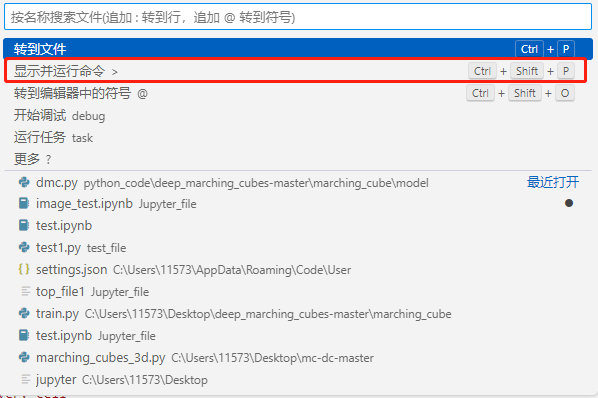 按名称搜索文件(追加 : 转到行，追加 @ 转到符号)
转到文件 Ctrl + P
显示并运行命令 > Ctrl + Shift + P
转到编辑器中的符号 @ Ctrl + Shift + O
开始调试 debug
运行任务 task
更多 ?
dmc.py python_code\deep_marching_cubes-master\marching_cube\model 最近打开
image_test.ipynb Jupyter_file
test.ipynb
test1.py test_file
settings.json C:\Users\11573\AppData\Roaming\Code\User
top_file1 Jupyter_file
train.py C:\Users\11573\Desktop\deep_marching_cubes-master\marching_cube
test.ipynb Jupyter_file
marching_cubes_3d.py C:\Users\11573\Desktop\mc-dc-master
jupyter C:\Users\11573\Desktop